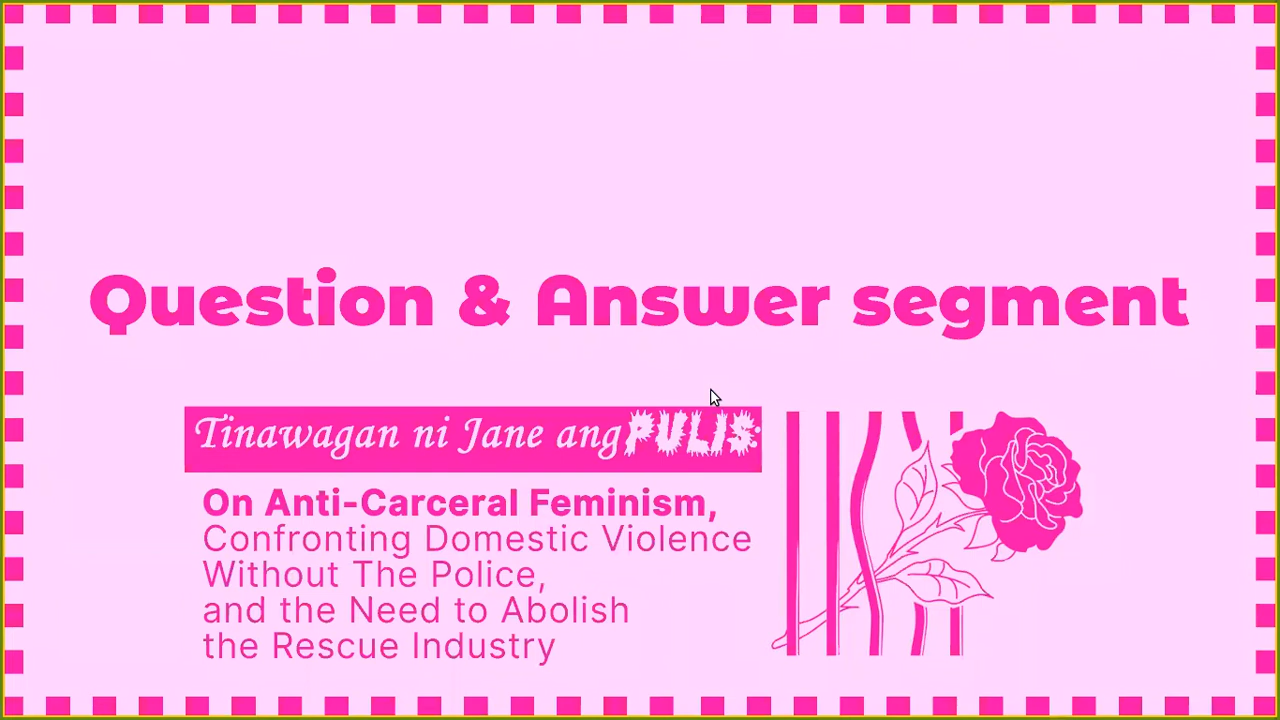 Question & Answer segment
Tinawagan ni Jane ang PULIS:
On Anti-Carceral Feminism,
Confronting Domestic Violence
Without The Police,
and the Need to Abolish
the Rescue Industry